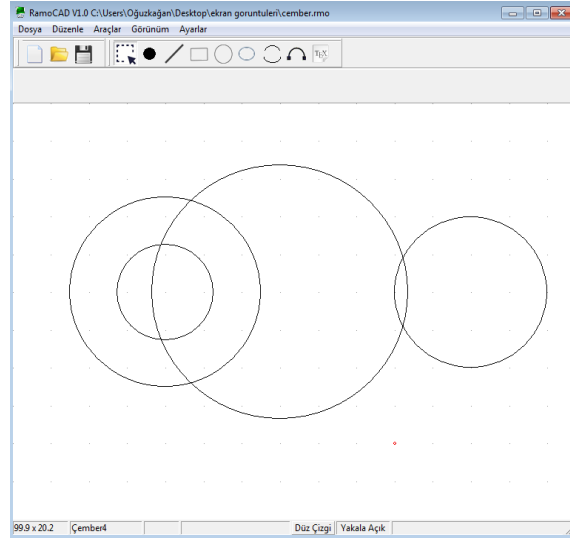 RamoCAD V1.0 C:\Users\Oğuzkağan\Desktop\ekran goruntuleri\cember.rmo
Dosya Düzenle Araçlar Görünüm Ayarlar
99.9 x 20.2 Çember4 Düz Çizgi Yakala Açık